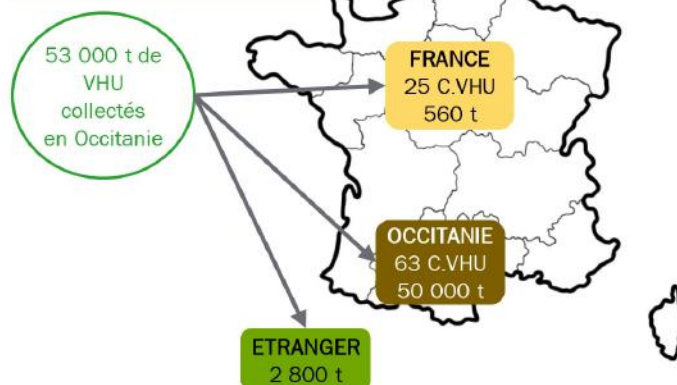 53 000 t de
VHU
collectés
en Occitanie
FRANCE
25 C.VHU
560 t
OCCITANIE
63 C.VHU
50 000 t
ETRANGER
2 800 t